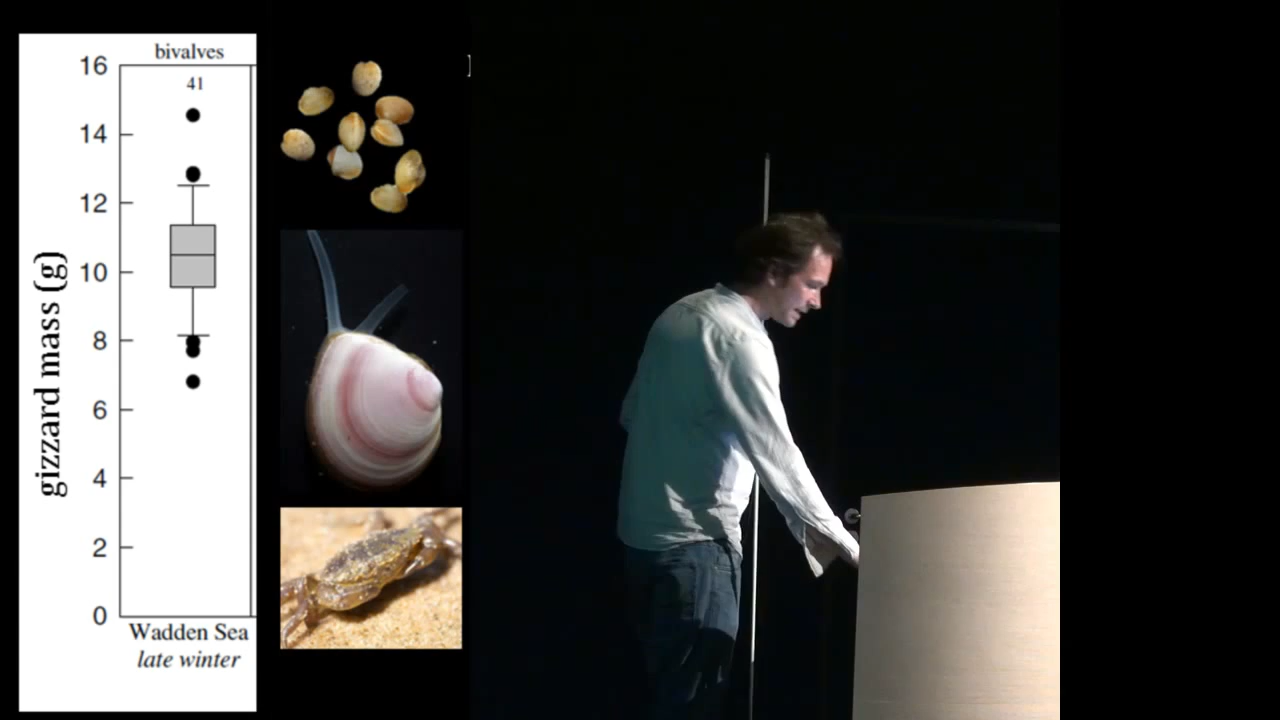 bivalves
41
16
14
12
10
8
6
4
2
0
gizzard mass (g)
Wadden Sea
late winter